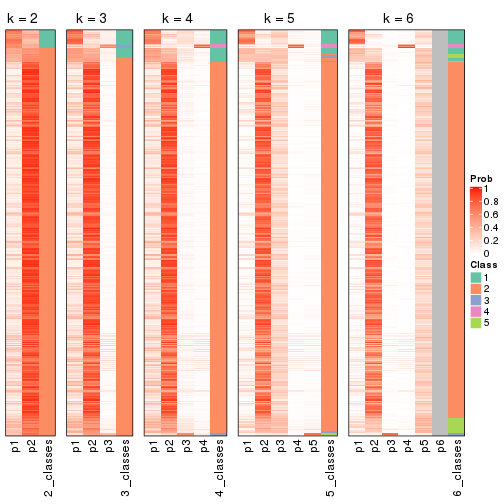 k = 2
k = 3
k = 4
k = 5
k = 6
Prob
1
0.8
0.6
0.4
0.2
0
Class
1
2
3
4
5
p1
p2
2_classes
p1
p2
p3
3_classes
p1
p2
p3
p4
4_classes
p1
p2
p3
p4
p5
5_classes
p1
p2
p3
p4
p5
p6
6_classes